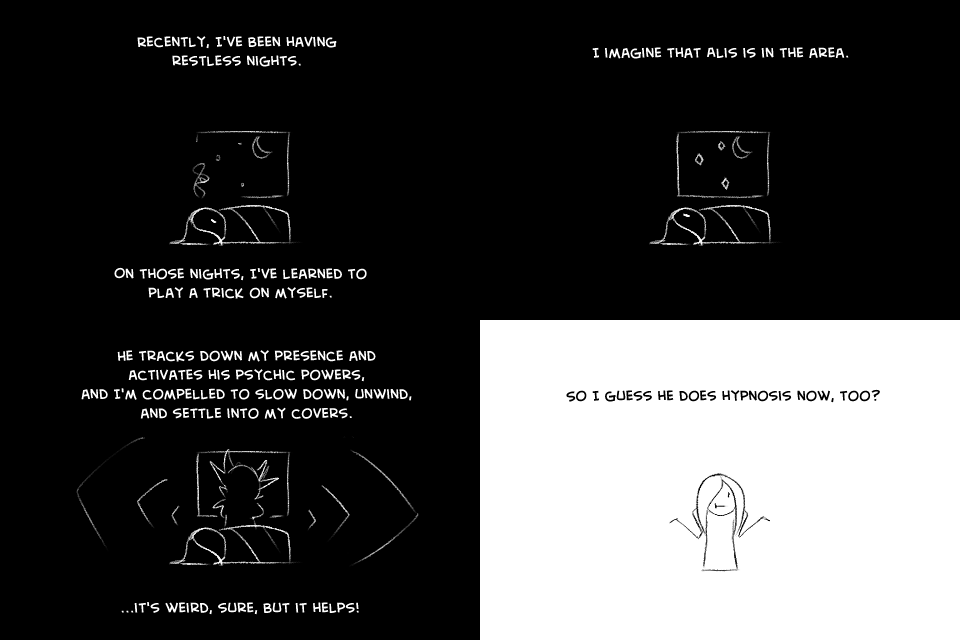 RECENTLY, I'VE BEEN HAVING
RESTLESS NIGHTS.
ON THOSE NIGHTS, I'VE LEARNED TO
PLAY A TRICK ON MYSELF.
I IMAGINE THAT ALIS IS IN THE AREA.
HE TRACKS DOWN MY PRESENCE AND
ACTIVATES HIS PSYCHIC POWERS,
AND I'M COMPELLED TO SLOW DOWN, UNWIND,
AND SETTLE INTO MY COVERS.
...IT'S WEIRD, SURE, BUT IT HELPS!
SO I GUESS HE DOES HYPNOSIS NOW, TOO?